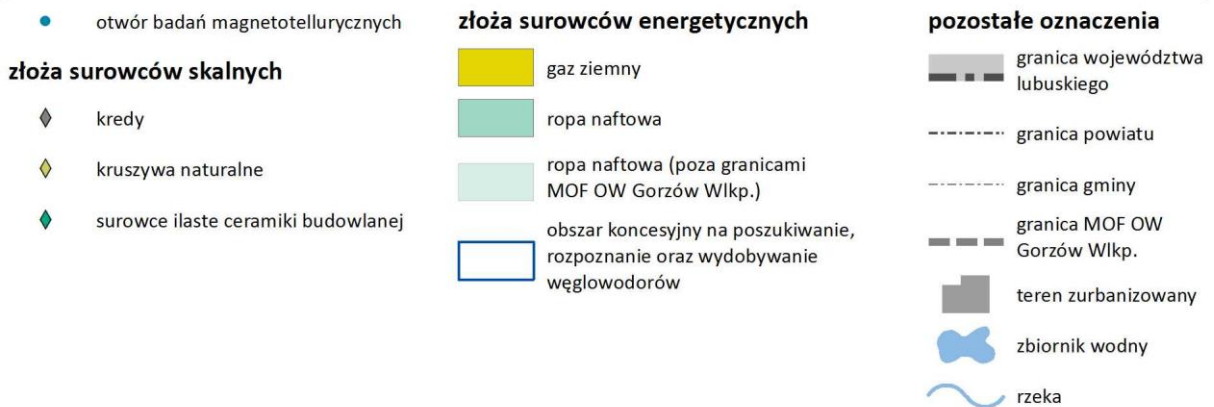 otwór badań magnetotellurycznych
złoża surowców skalnych
kredy
kruszywa naturalne
surowce ilaste ceramiki budowlanej
złoża surowców energetycznych
gaz ziemny
ropa naftowa
ropa naftowa (poza granicami
MOF OW Gorzów Wlkp.)
obszar koncesyjny na poszukiwanie,
rozpoznanie oraz wydobywanie
węglowodorów
pozostałe oznaczenia
granica województwa
lubuskiego
granica powiatu
granica gminy
granica MOF OW
Gorzów Wlkp.
teren zurbanizowany
zbiornik wodny
rzeka